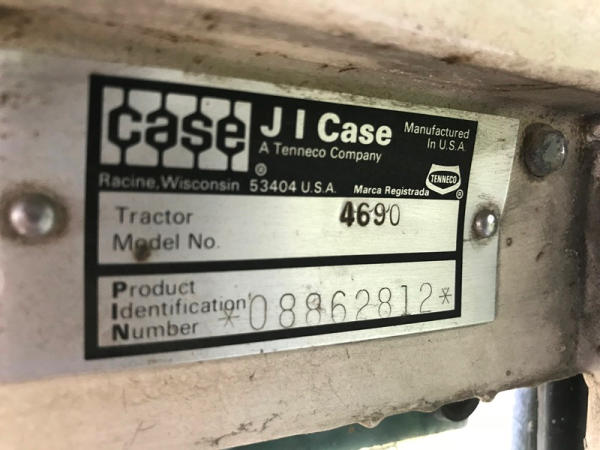 case J I Case Manufactured
A Tenneco Company In U.S.A.
®
Racine, Wisconsin 53404 U.S.A. Marca Registrada TENNECO ®
Tractor 4690
Model No.
Product
Identification
Number *08862812*
P
I
N